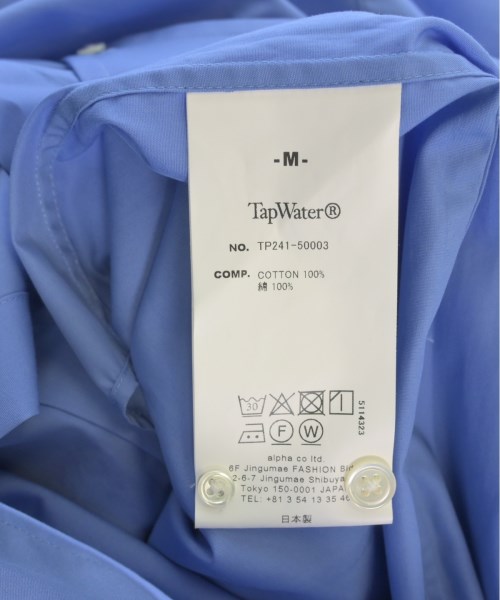 -M-
TapWater®
NO. TP241-50003
COMP. COTTON 100%
綿 100%
30
F W
5114323
alpha co ltd.
6F Jingumae FASHION
2-6-7 Jingumae Shibuya
Tokyo 150-0001 JAPAN
TEL: +81 3 54 13 35
日本製